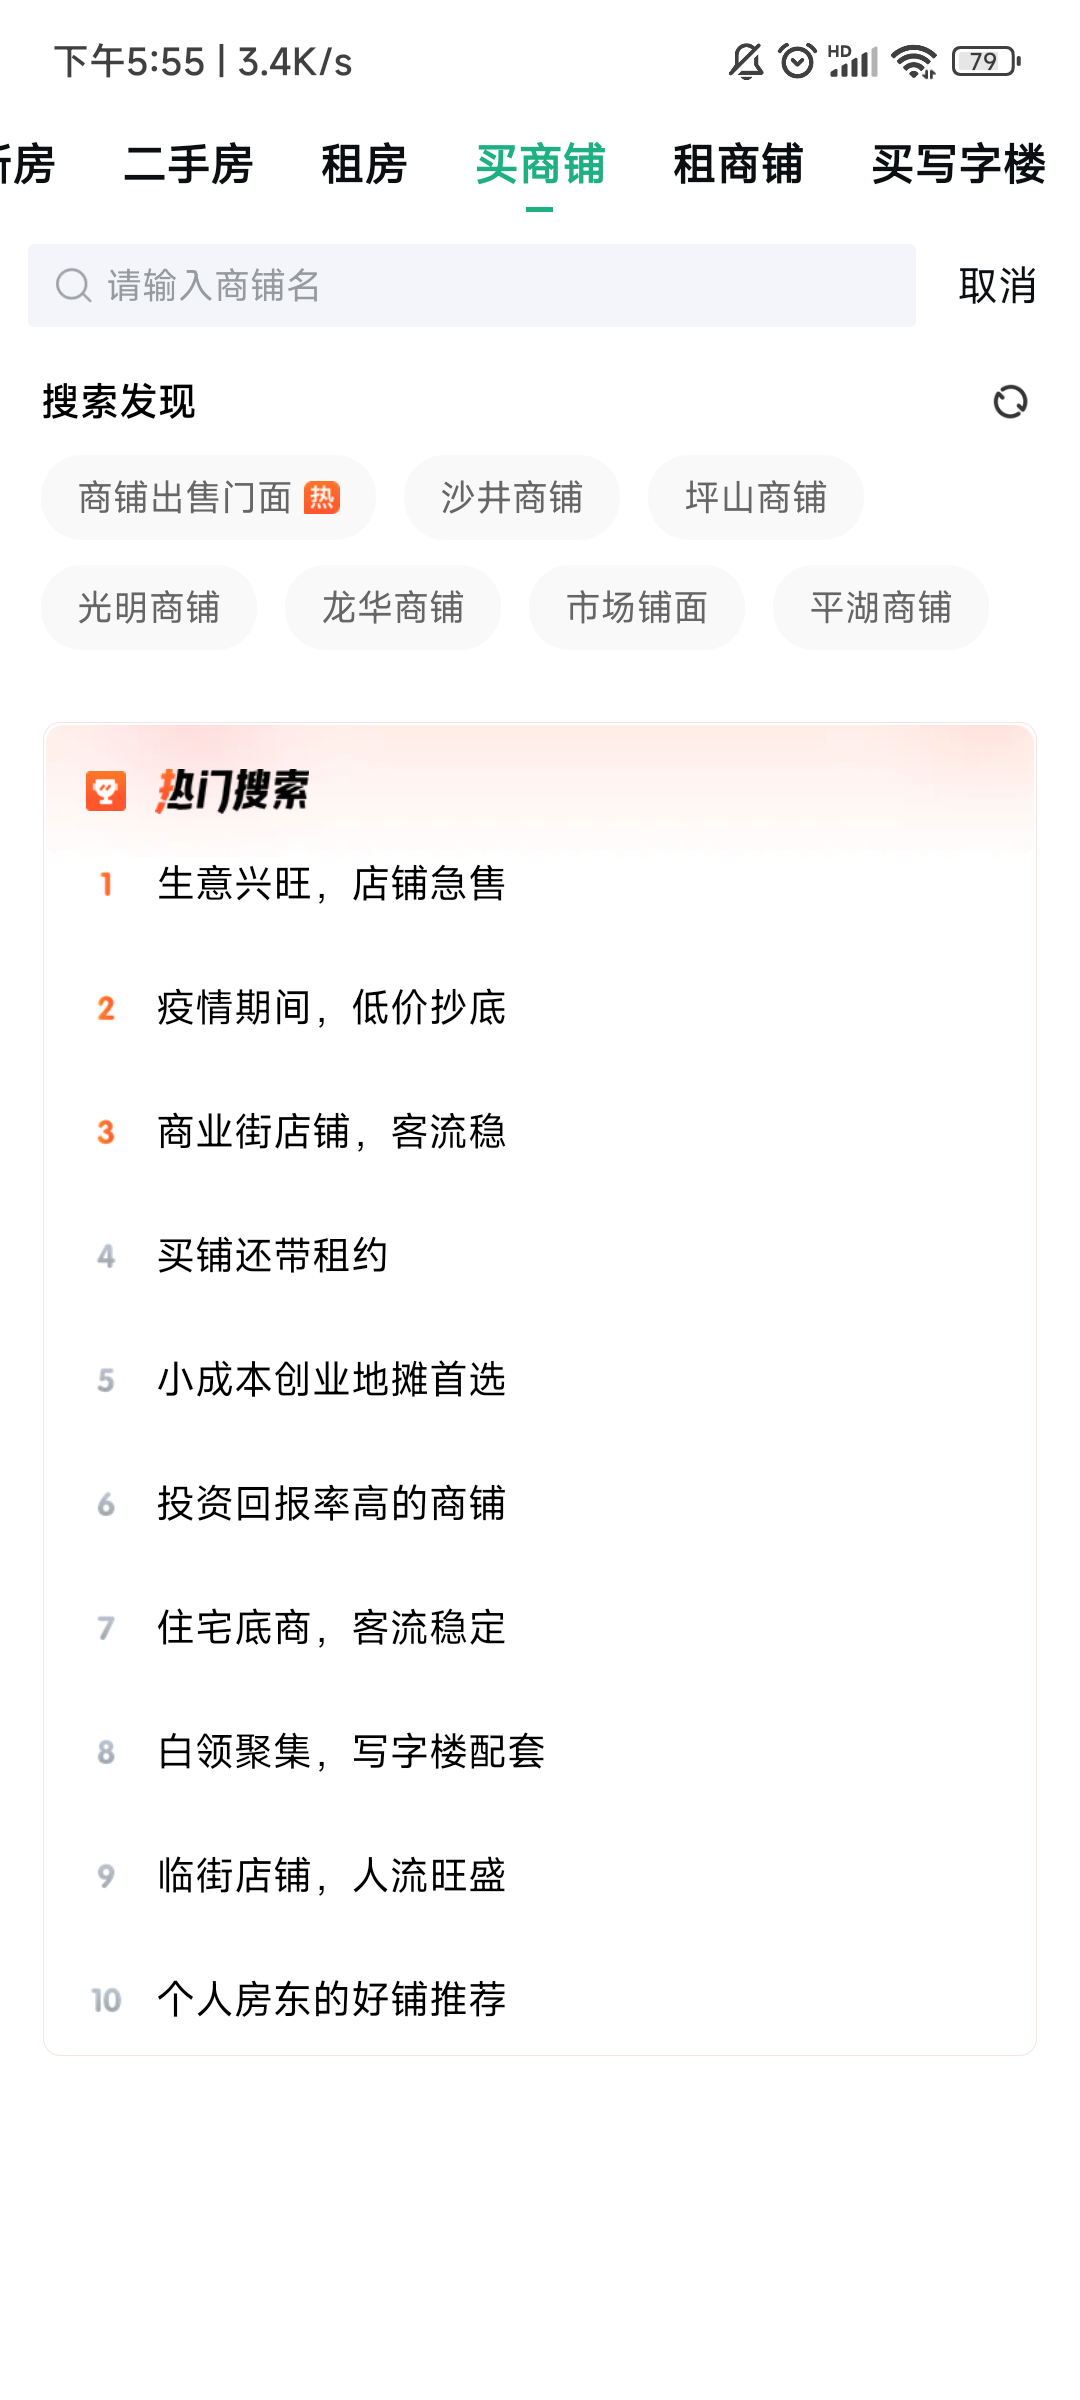 下午5:55 | 3.4K/s HD 79
房 二手房 租房 买商铺 租商铺 买写字楼
请输入商铺名 取消
搜索发现
商铺出售门面 热 沙井商铺 坪山商铺
光明商铺 龙华商铺 市场铺面 平湖商铺
热门搜索
1 生意兴旺，店铺急售
2 疫情期间，低价抄底
3 商业街店铺，客流稳
4 买铺还带租约
5 小成本创业地摊首选
6 投资回报率高的商铺
7 住宅底商，客流稳定
8 白领聚集，写字楼配套
9 临街店铺，人流旺盛
10 个人房东的好铺推荐